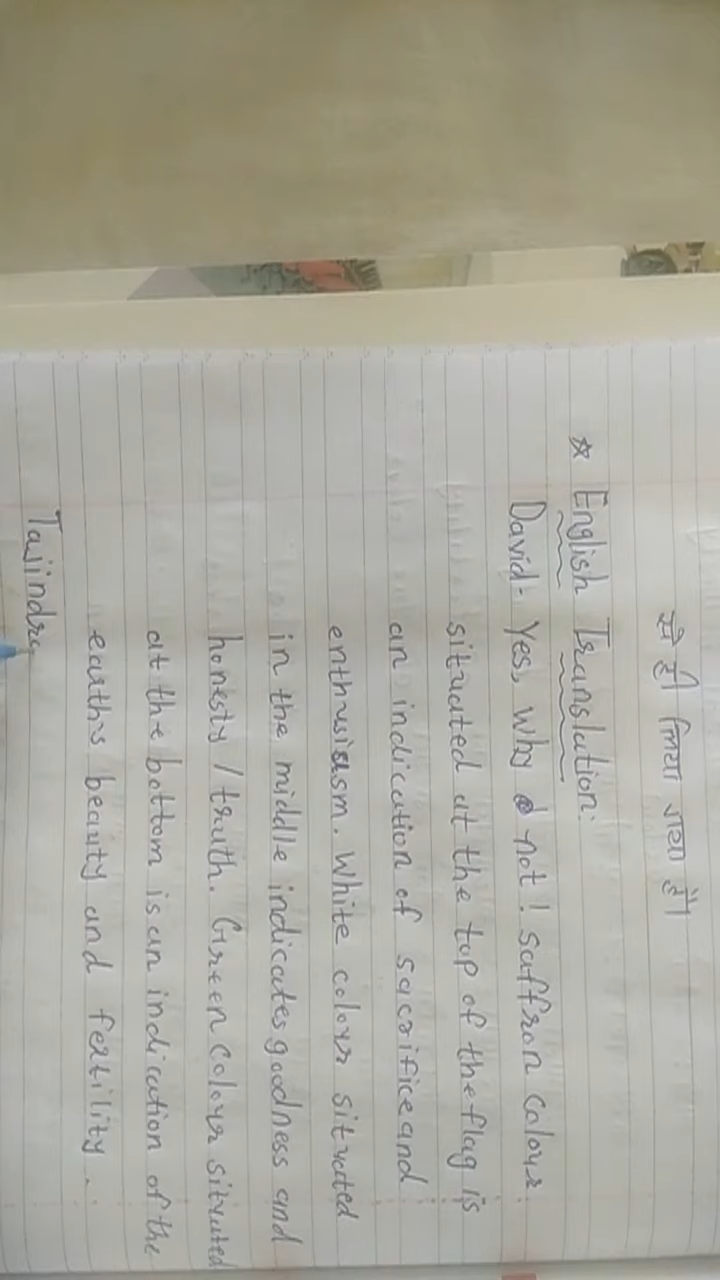 से ही लिया गया है।
☆ English Translation:
David - Yes, why not! Saffron colour
situated at the top of the flag is
an indication of sacrifice and
enthusiasm. White colour situated
in the middle indicates goodness and
honesty / truth. Green colour situated
at the bottom is an indication of the
earth's beauty and fertility.
Tajindra